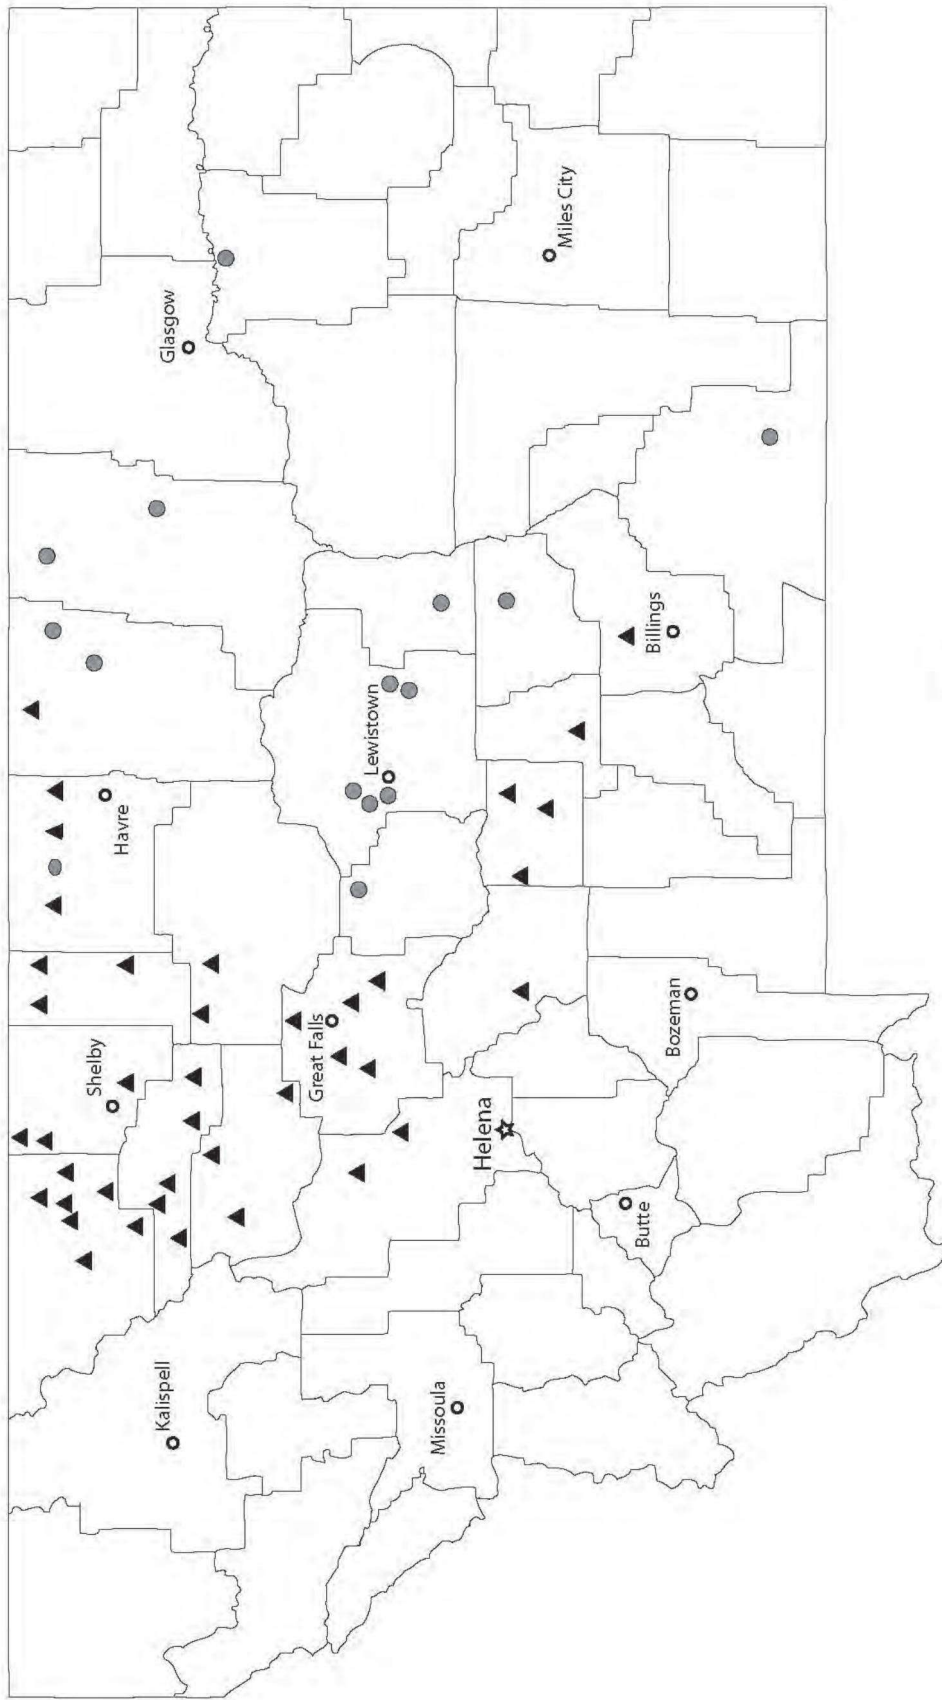 Kalispell
Shelby
Havre
Glasgow
Great Falls
Lewistown
Missoula
Helena
Miles City
Butte
Bozeman
Billings